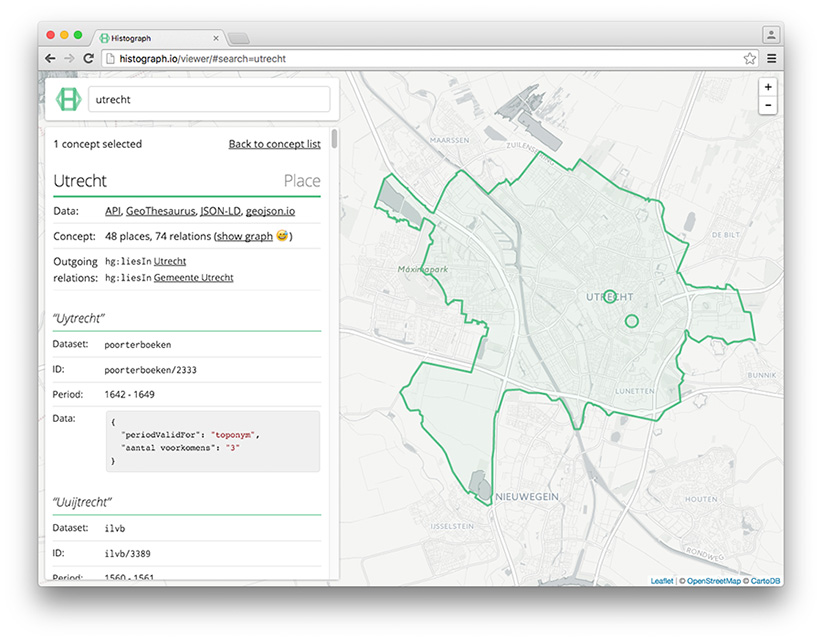 Histograph
histograph.io/viewer/#search=utrecht
utrecht
1 concept selected Back to concept list
Utrecht Place
Data: API, GeoThesaurus, JSON-LD, geojson.io
Concept: 48 places, 74 relations (show graph 😅)
Outgoing relations: hg:liesIn Utrecht
hg:liesIn Gemeente Utrecht
"Uytrecht"
Dataset: poorterboeken
ID: poorterboeken/2333
Period: 1642 - 1649
Data: {
"periodValidFor": "toponym",
"aantal voorkomens": "3"
}
"Uuijtrecht"
Dataset: ilvb
ID: ilvb/3389
Period: 1560 - 1561
+
-
MAARSSEN
ZUILENSEWEG
DE BILT
Máximapark
UTRECHT
BUNNIK
LUNETTEN
NIEUWEGEIN
HOUTEN
IJSSELSTEIN
RONDWEG
Leaflet | © OpenStreetMap © CartoDB